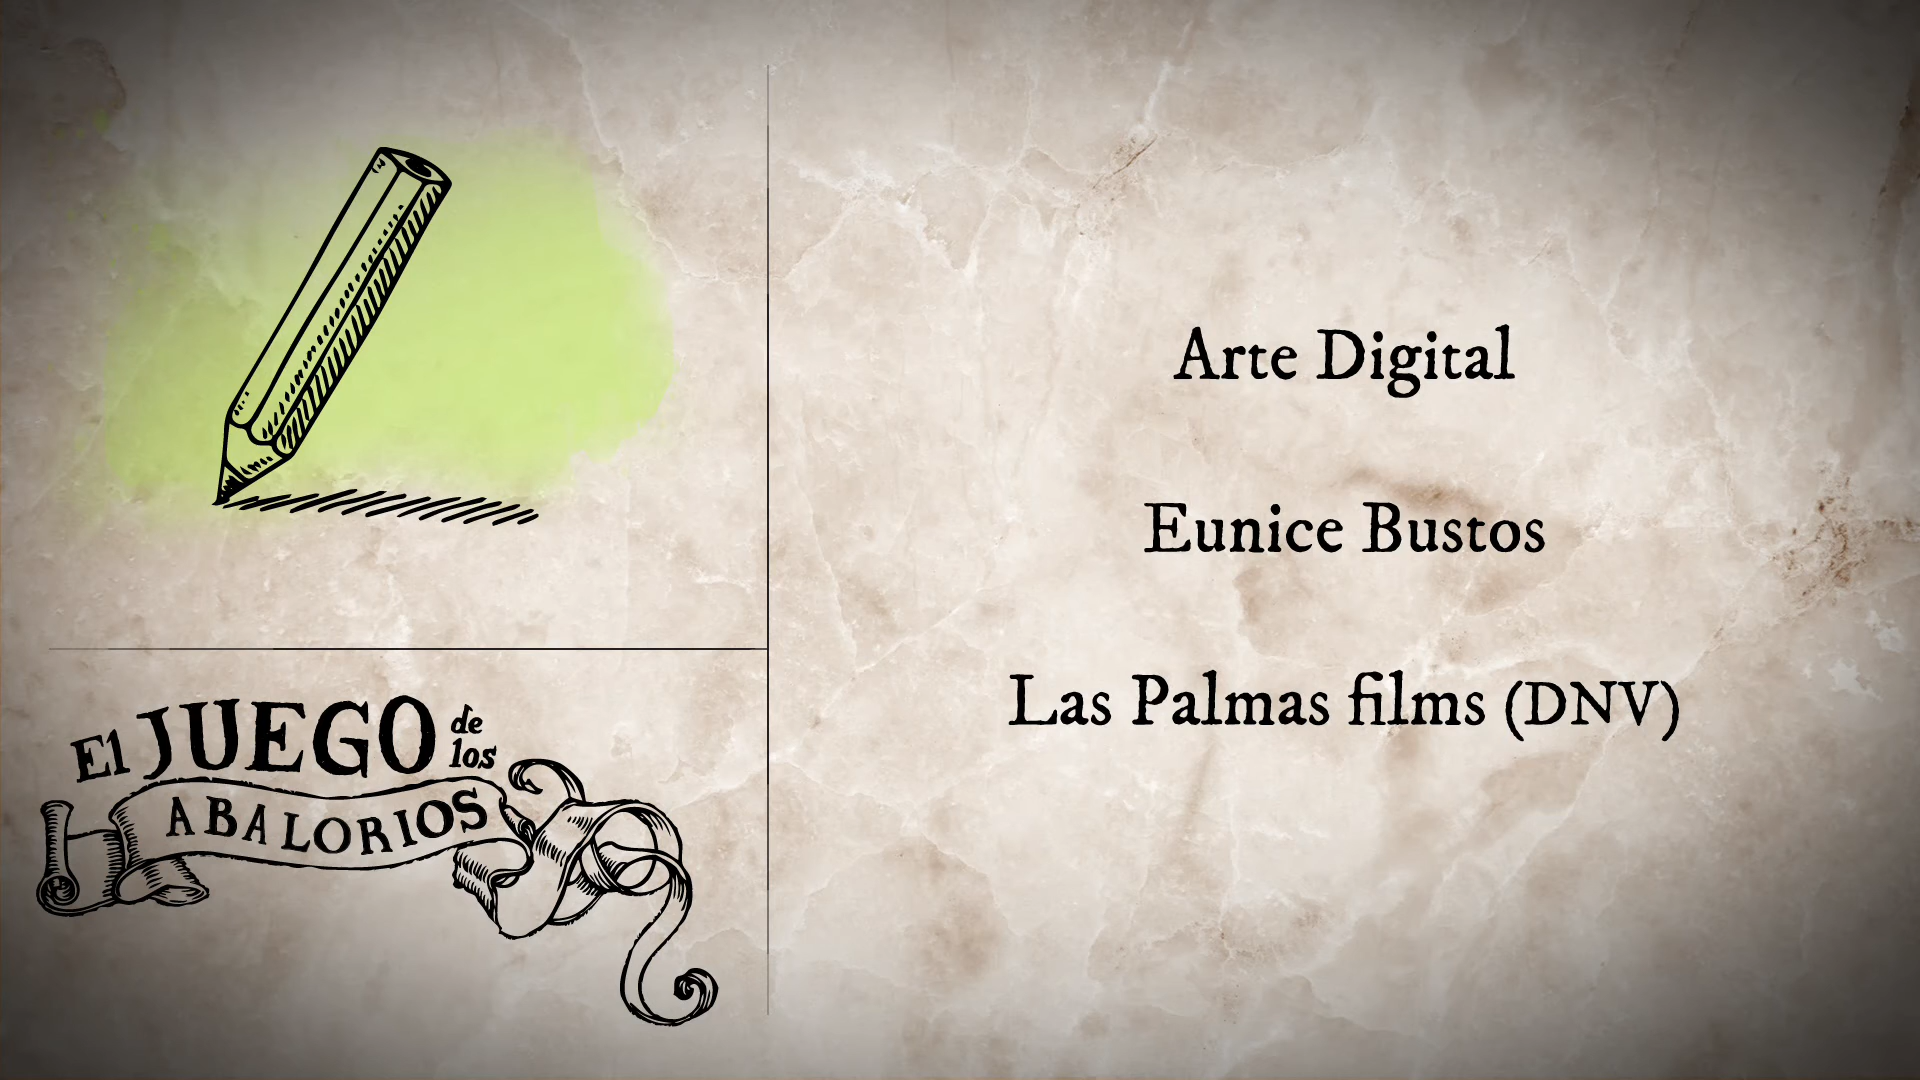 El JUEGO de los
ABALORIOS
Arte Digital
Eunice Bustos
Las Palmas films (DNV)